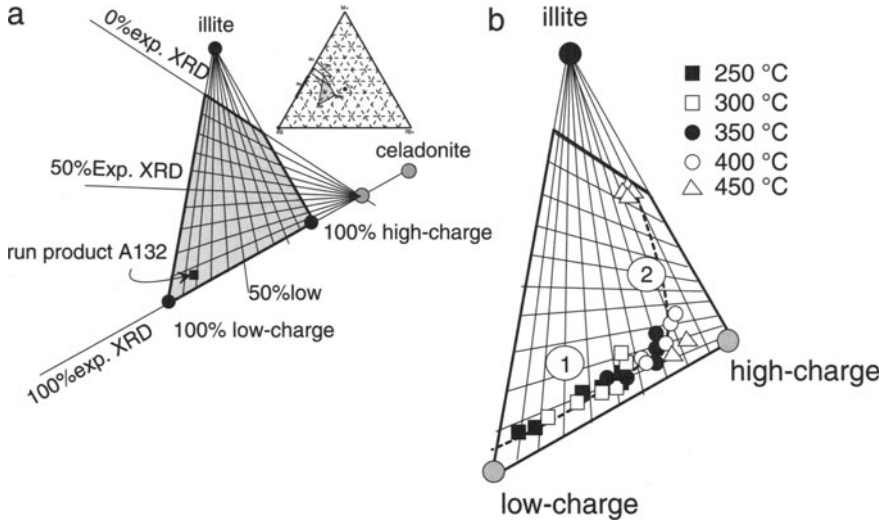 a
0%exp. XRD
illite
50%Exp. XRD
celadonite
100% high-charge
run product A132
50%low
100% low-charge
100%exp. XRD
b
illite
250 °C
300 °C
350 °C
400 °C
450 °C
2
1
high-charge
low-charge